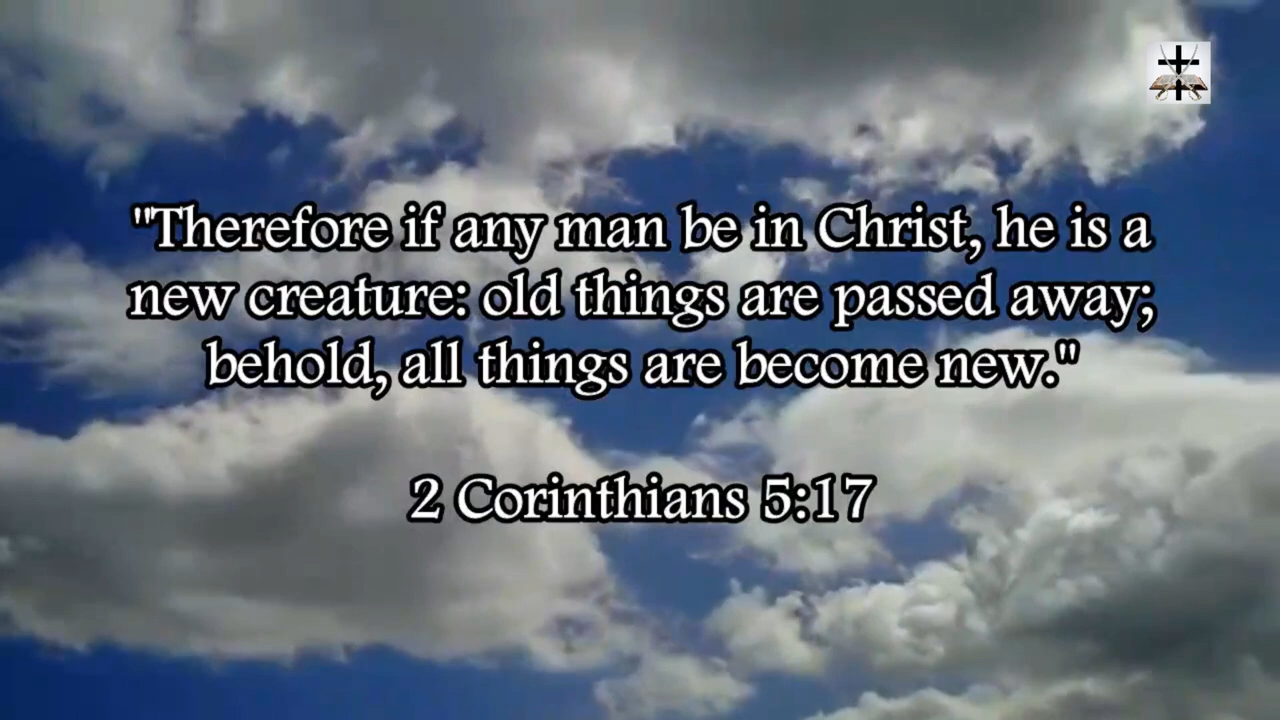 "Therefore if any man be in Christ, he is a
new creature: old things are passed away;
behold, all things are become new."
2 Corinthians 5:17